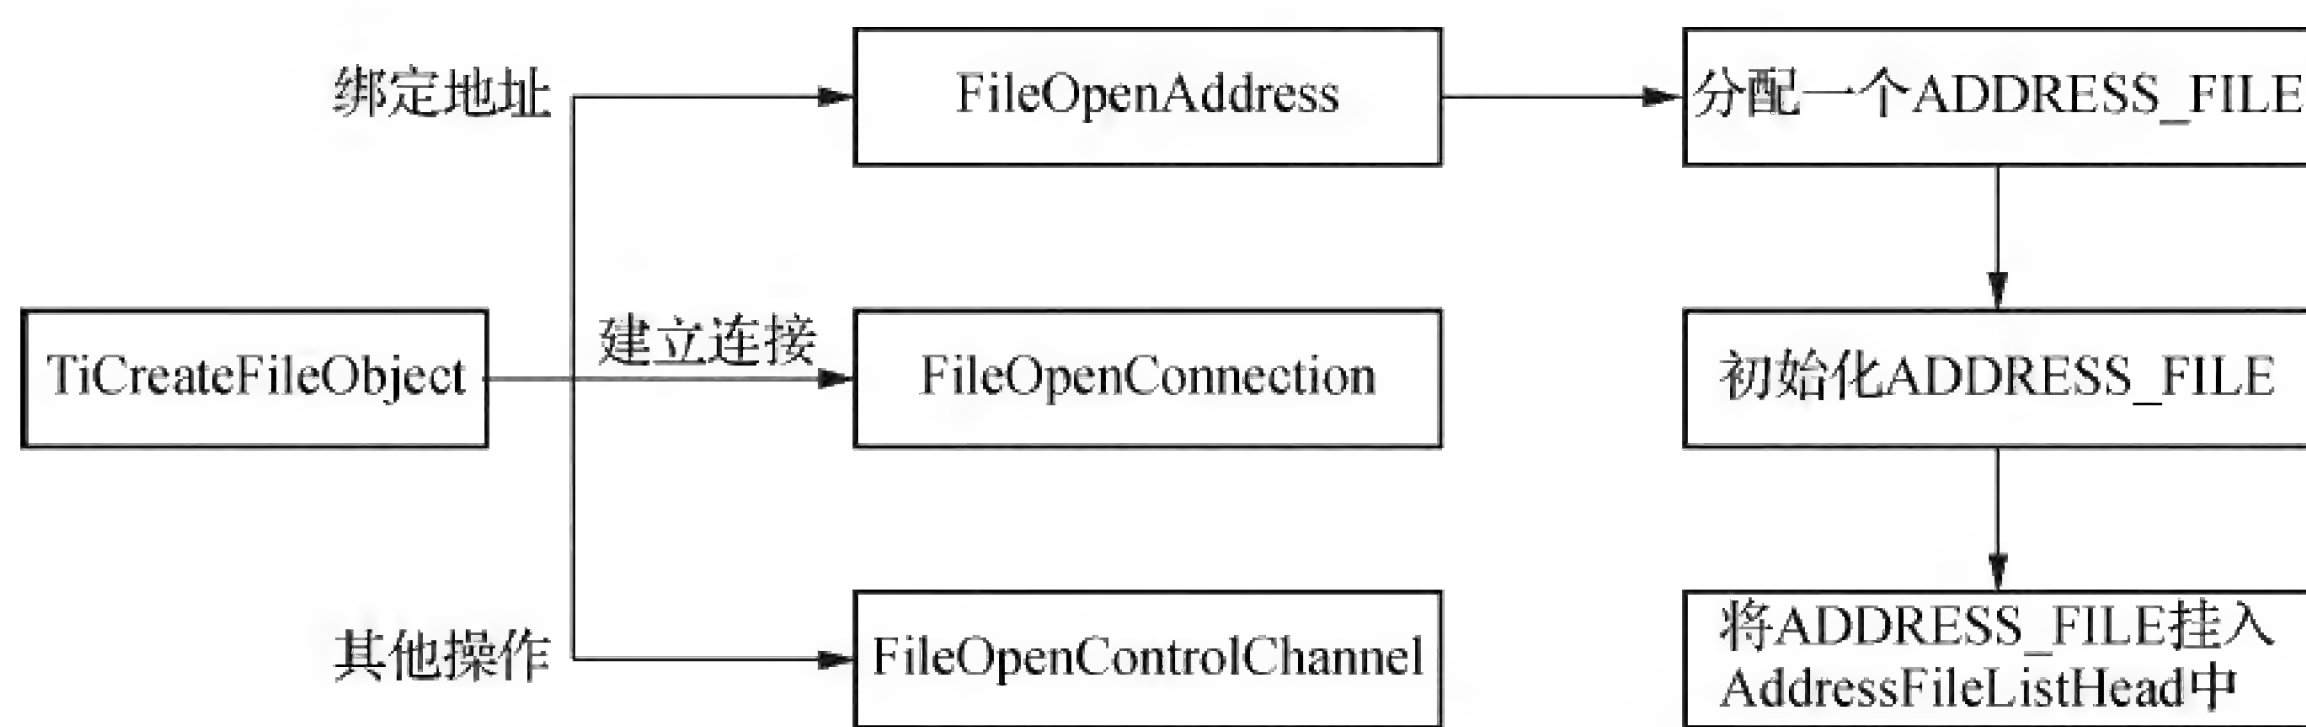 绑定地址
FileOpenAddress
分配一个ADDRESS_FILE
TiCreateFileObject
建立连接
FileOpenConnection
初始化ADDRESS_FILE
其他操作
FileOpenControlChannel
将ADDRESS_FILE挂入
AddressFileListHead中